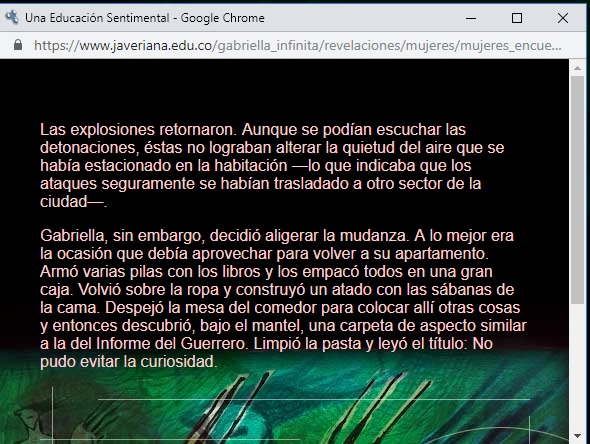 Una Educación Sentimental - Google Chrome
https://www.javeriana.edu.co/gabriella_infinita/revelaciones/mujeres/mujeres_encue...
Las explosiones retornaron. Aunque se podían escuchar las
detonaciones, éstas no lograban alterar la quietud del aire que se
había estacionado en la habitación —lo que indicaba que los
ataques seguramente se habían trasladado a otro sector de la
ciudad—.
Gabriella, sin embargo, decidió aligerar la mudanza. A lo mejor era
la ocasión que debía aprovechar para volver a su apartamento.
Armó varias pilas con los libros y los empacó todos en una gran
caja. Volvió sobre la ropa y construyó un atado con las sábanas de
la cama. Despejó la mesa del comedor para colocar allí otras cosas
y entonces descubrió, bajo el mantel, una carpeta de aspecto similar
a la del Informe del Guerrero. Limpió la pasta y leyó el título: No
pudo evitar la curiosidad.